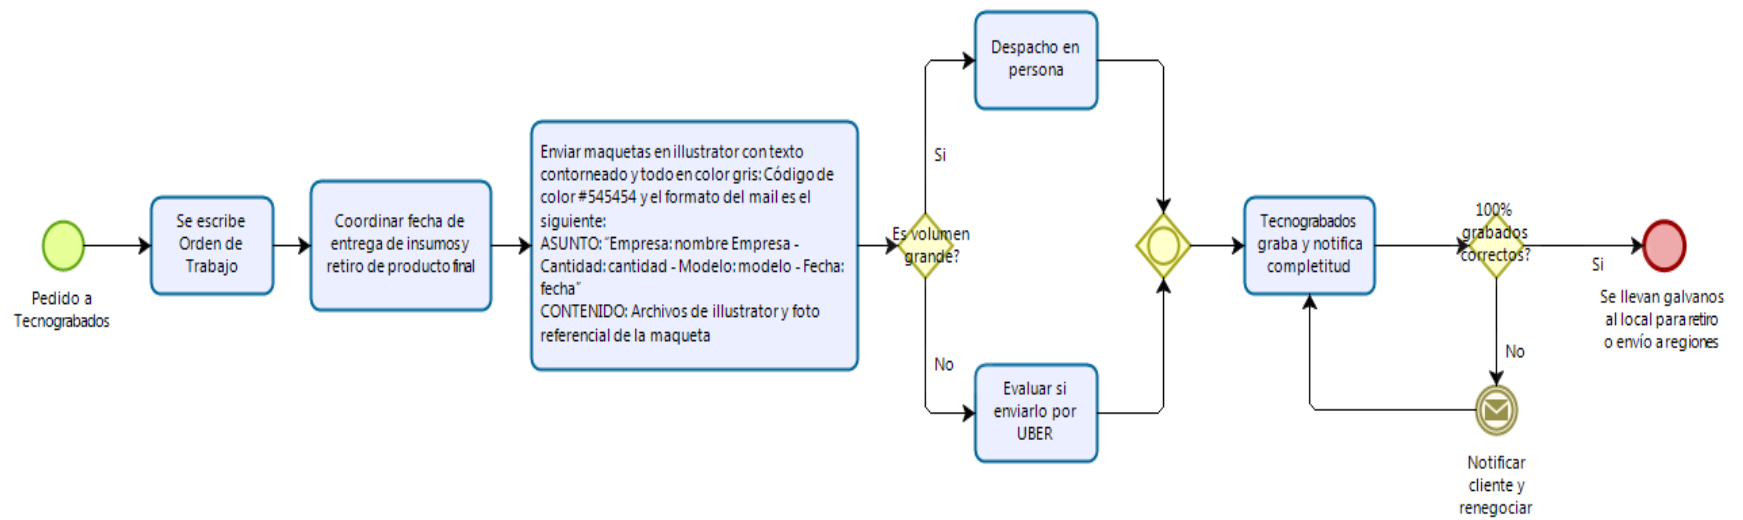 Pedido a
Tecnograbados
Se escribe
Orden de
Trabajo
Coordinar fecha de
entrega de insumos y
retiro de producto final
Enviar maquetas en illustrator con texto
contorneado y todo en color gris: Código de
color #545454 y el formato del mail es el
siguiente:
ASUNTO: “Empresa: nombre Empresa -
Cantidad: cantidad - Modelo: modelo - Fecha:
fecha”
CONTENIDO: Archivos de illustrator y foto
referencial de la maqueta
Es volumen
grande?
Si
No
Despacho en
persona
Evaluar si
enviarlo por
UBER
Tecnograbados
graba y notifica
completitud
100%
grabados
correctos?
Si
No
Se llevan galvanos
al local para retiro
o envío a regiones
Notificar
cliente y
renegociar